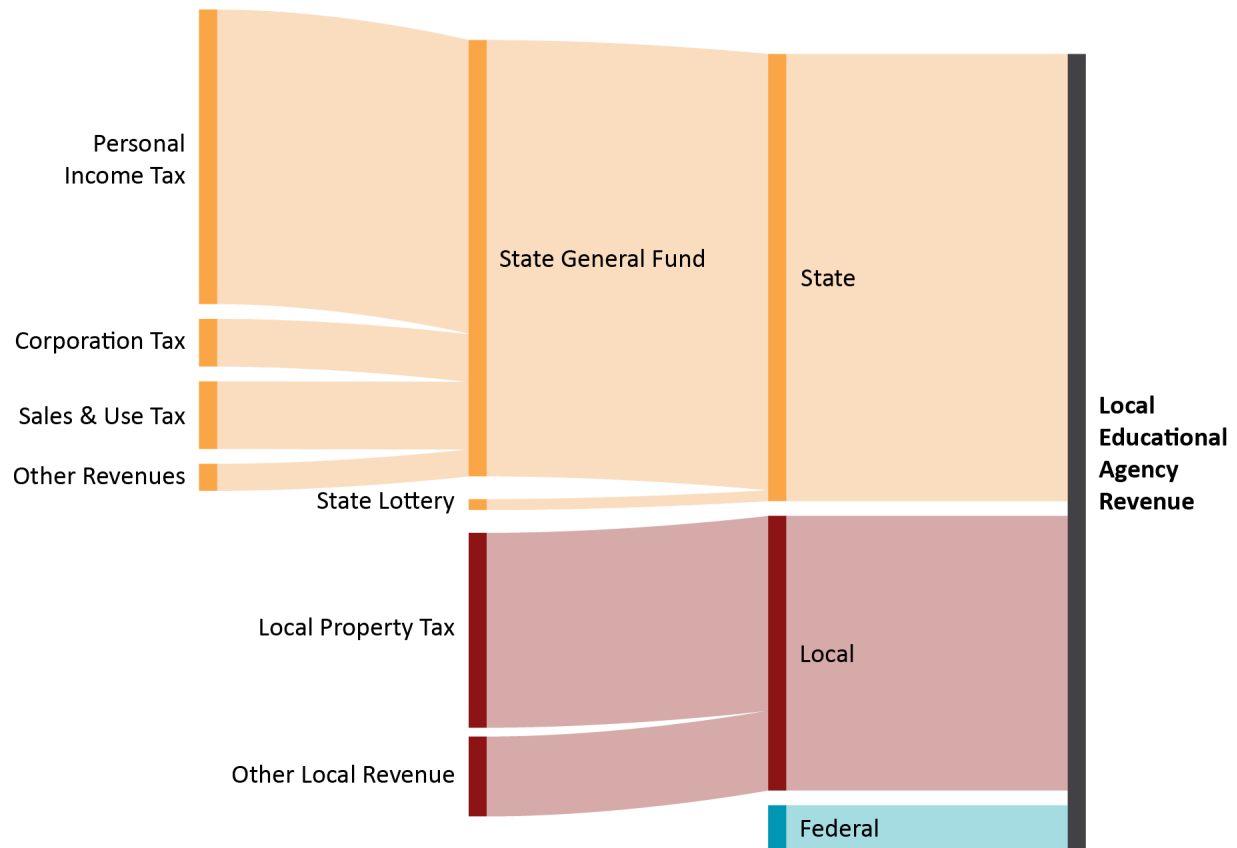 Personal
Income Tax
State General Fund
State
Corporation Tax
Sales & Use Tax
Other Revenues
State Lottery
Local
Educational
Agency
Revenue
Local Property Tax
Local
Other Local Revenue
Federal